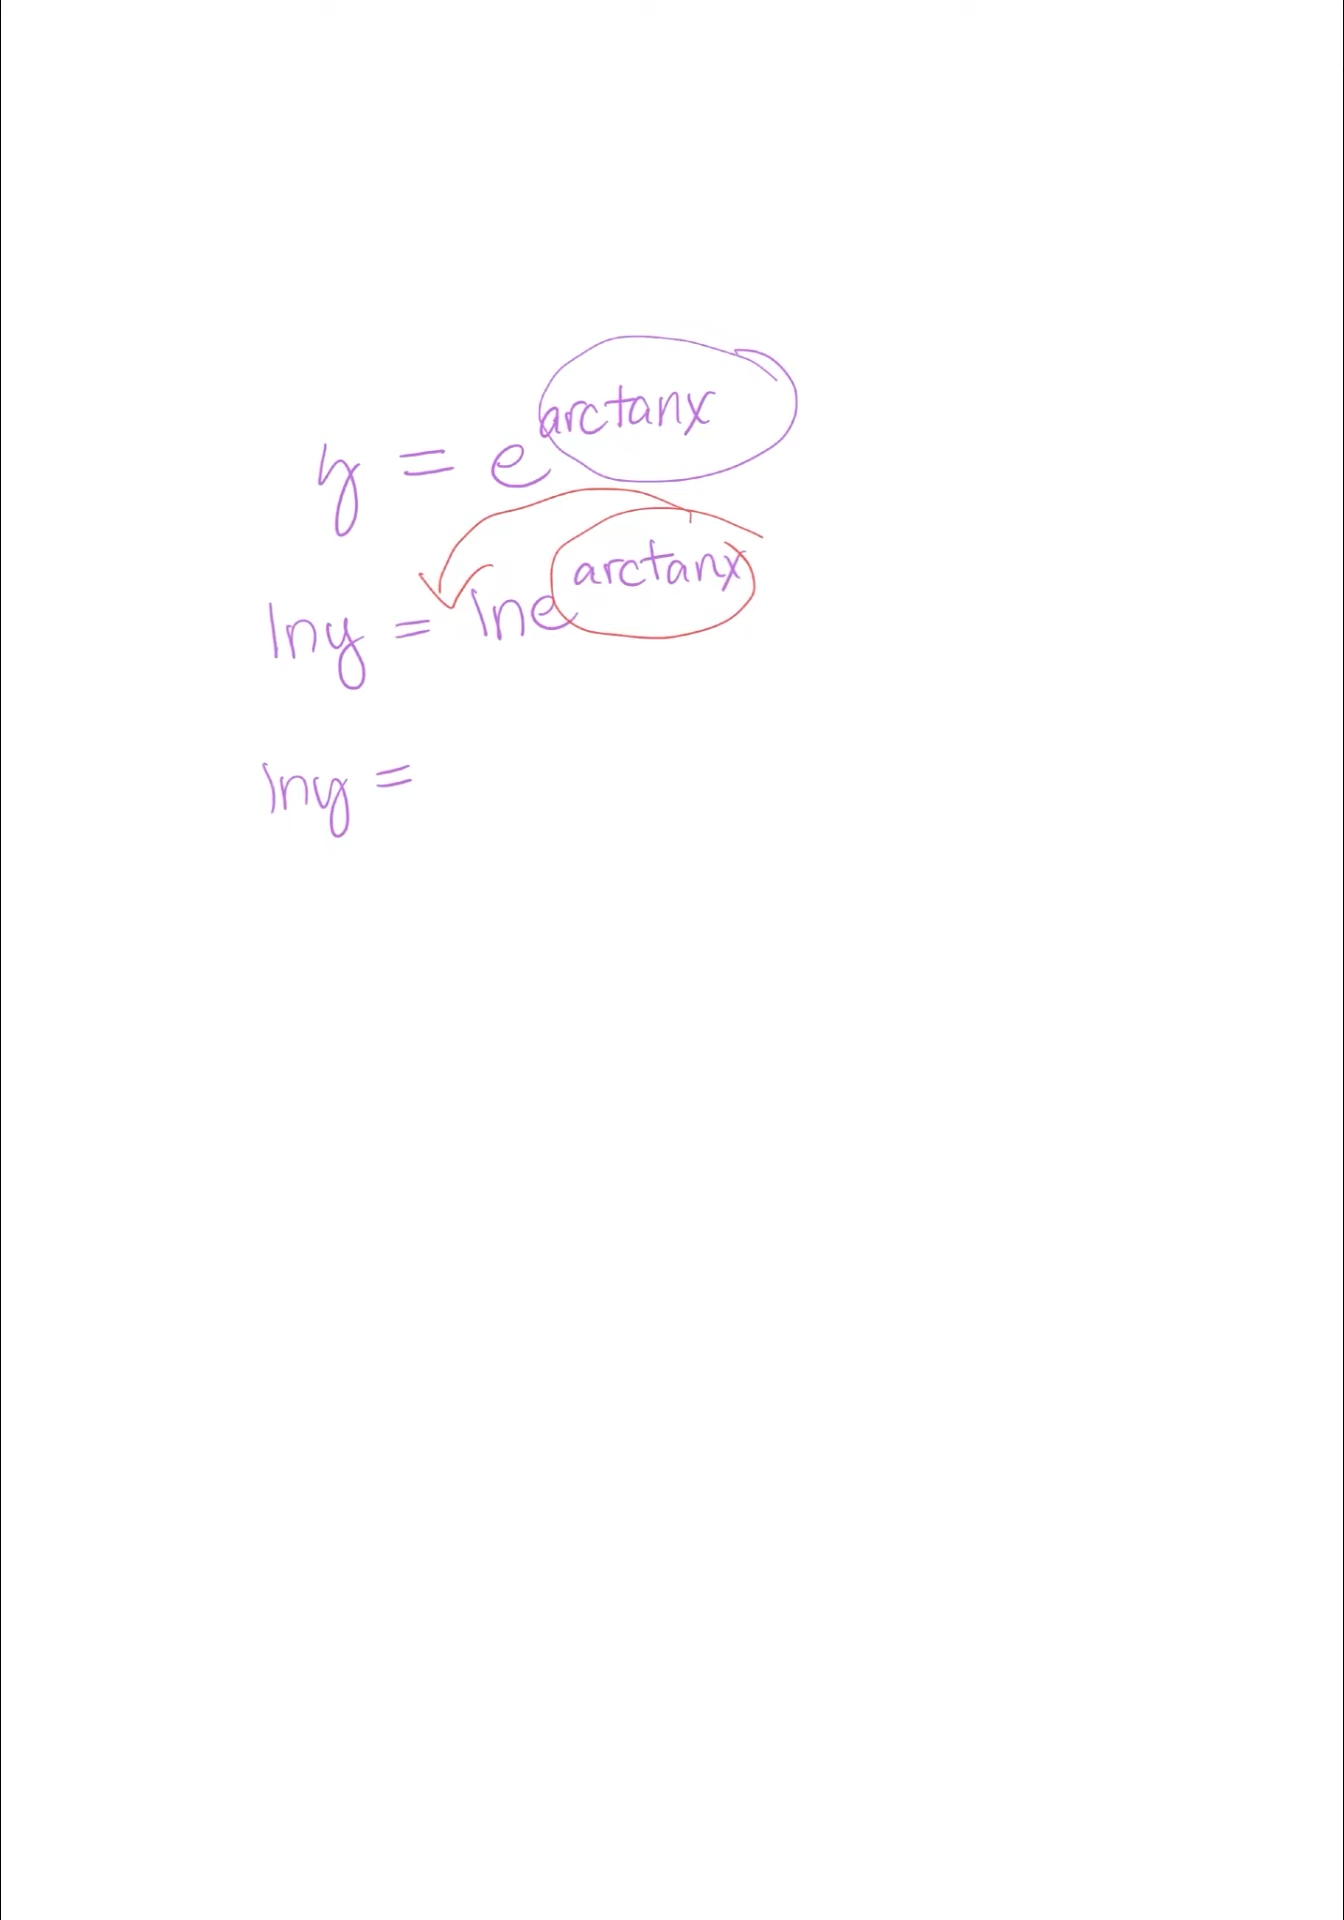 y = e^arctanx
lny = lne^arctanx
lny =